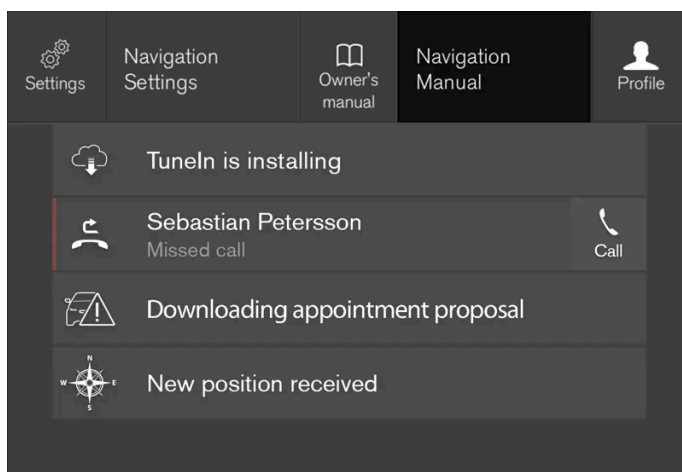 Settings
Navigation
Settings
Owner's
manual
Navigation
Manual
Profile
TuneIn is installing
Sebastian Petersson
Missed call
Call
Downloading appointment proposal
N
W
E
S
New position received